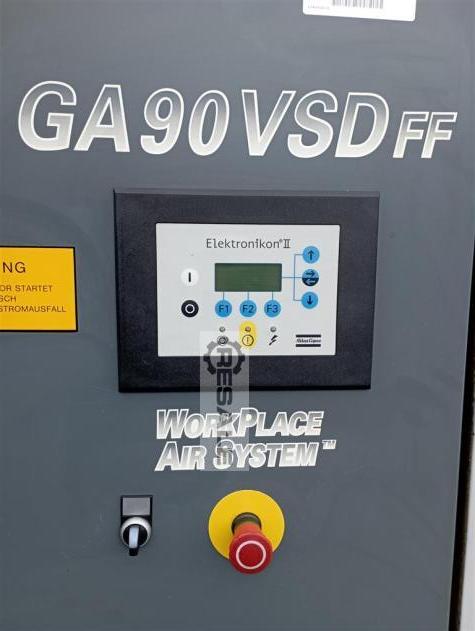 GA90VSD FF
NG
OR STARTET
SCH
STROMAUSFALL
Elektronikon® II
I
O
F1 F2 F3
Atlas Copco
RESALE
WORKPLACE
AIR SYSTEM™